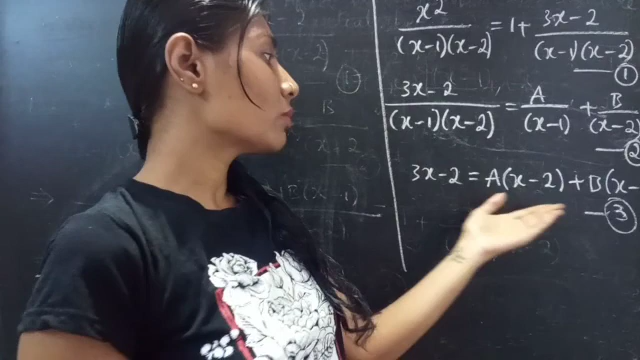 x2/(x-1)(x-2) = 1 + 3x-2/(x-1)(x-2)
— 1
3x-2/(x-1)(x-2) = A/(x-1) + B/(x-2)
— 2
3x-2 = A(x-2) + B(x-
— 3